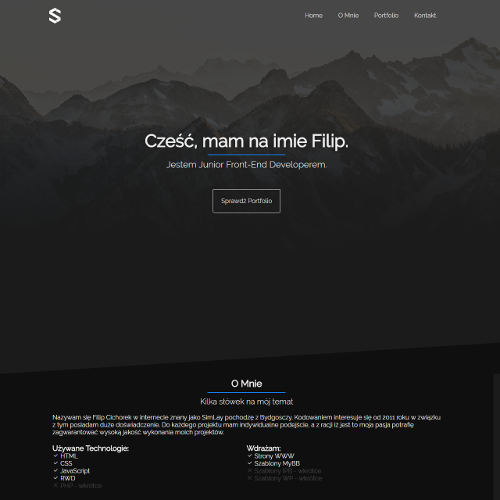 S
Home O Mnie Portfolio Kontakt
Cześć, mam na imie Filip.
Jestem Junior Front-End Developerem.
Sprawdź Portfolio
O Mnie
Kilka słówek na mój temat
Nazywam się Filip Cichorek w internecie znany jako SimLay pochodzę z Bydgosczy. Kodowaniem interesuje się od 2011 roku w związku
z tym posiadam duże doświadczenie. Do każdego projektu mam indywidualne podejście, a z racji iż jest to moja pasja potrafię
zagwarantować wysoką jakość wykonania moich projektów.
Używane Technologie: Wdrażam:
HTML Strony WWW
CSS Szablony MyBB
JavaScript Szablony IPB - wkrótce
RWD Szablony WP - wkrótce
PHP - wkrótce